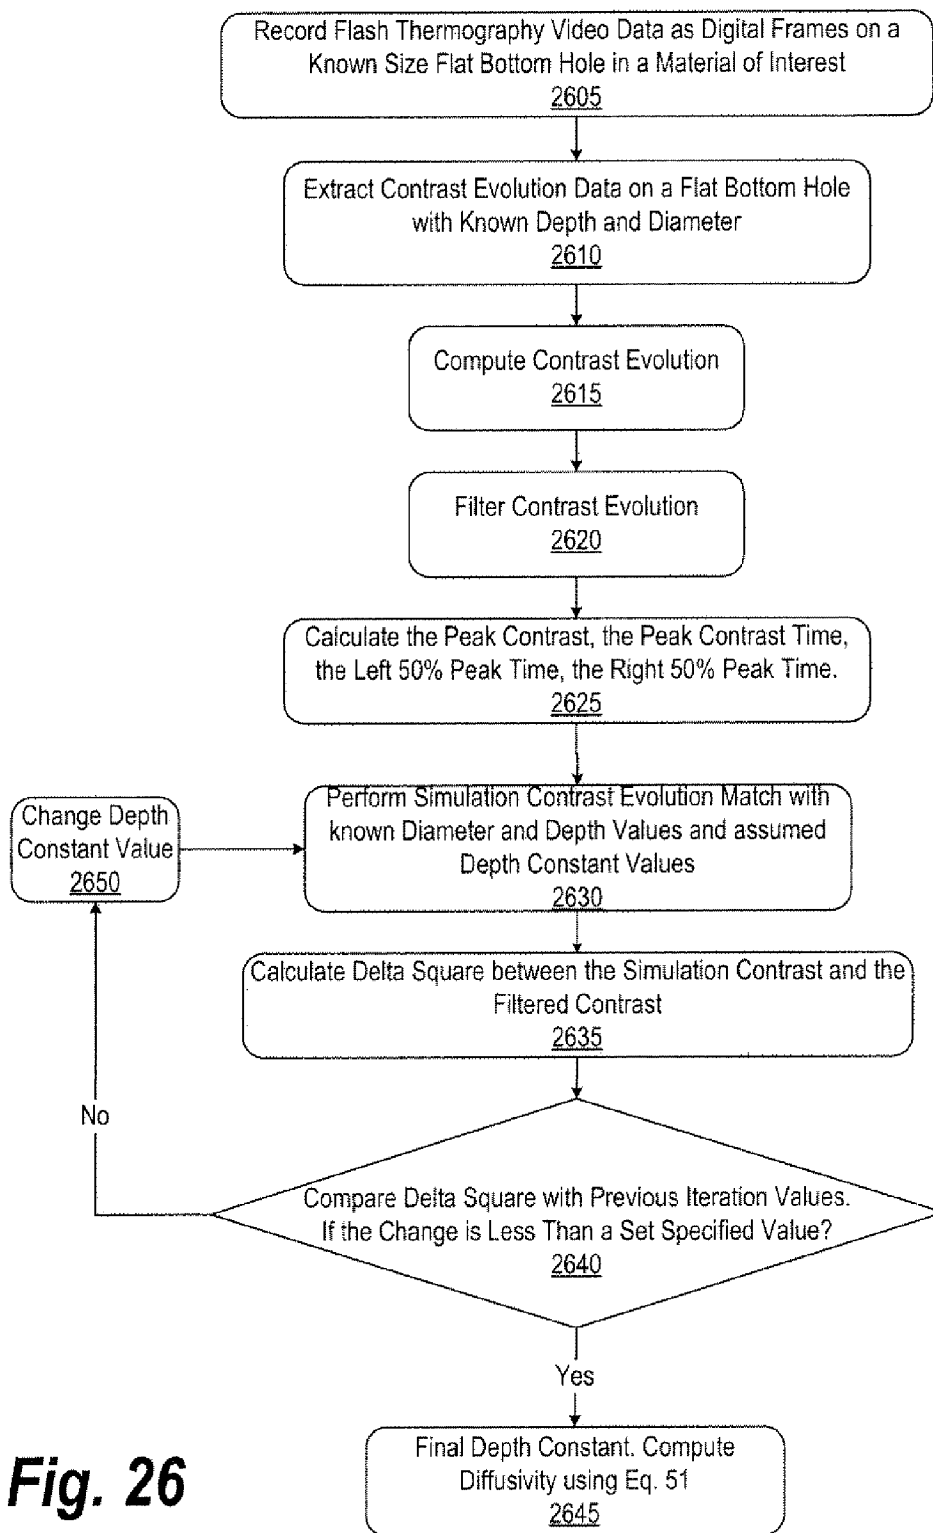 Record Flash Thermography Video Data as Digital Frames on a
Known Size Flat Bottom Hole in a Material of Interest
2605
Extract Contrast Evolution Data on a Flat Bottom Hole
with Known Depth and Diameter
2610
Compute Contrast Evolution
2615
Filter Contrast Evolution
2620
Calculate the Peak Contrast, the Peak Contrast Time,
the Left 50% Peak Time, the Right 50% Peak Time.
2625
Change Depth
Constant Value
2650
Perform Simulation Contrast Evolution Match with
known Diameter and Depth Values and assumed
Depth Constant Values
2630
Calculate Delta Square between the Simulation Contrast and the
Filtered Contrast
2635
No
Compare Delta Square with Previous Iteration Values.
If the Change is Less Than a Set Specified Value?
2640
Yes
Final Depth Constant. Compute
Diffusivity using Eq. 51
2645
Fig. 26